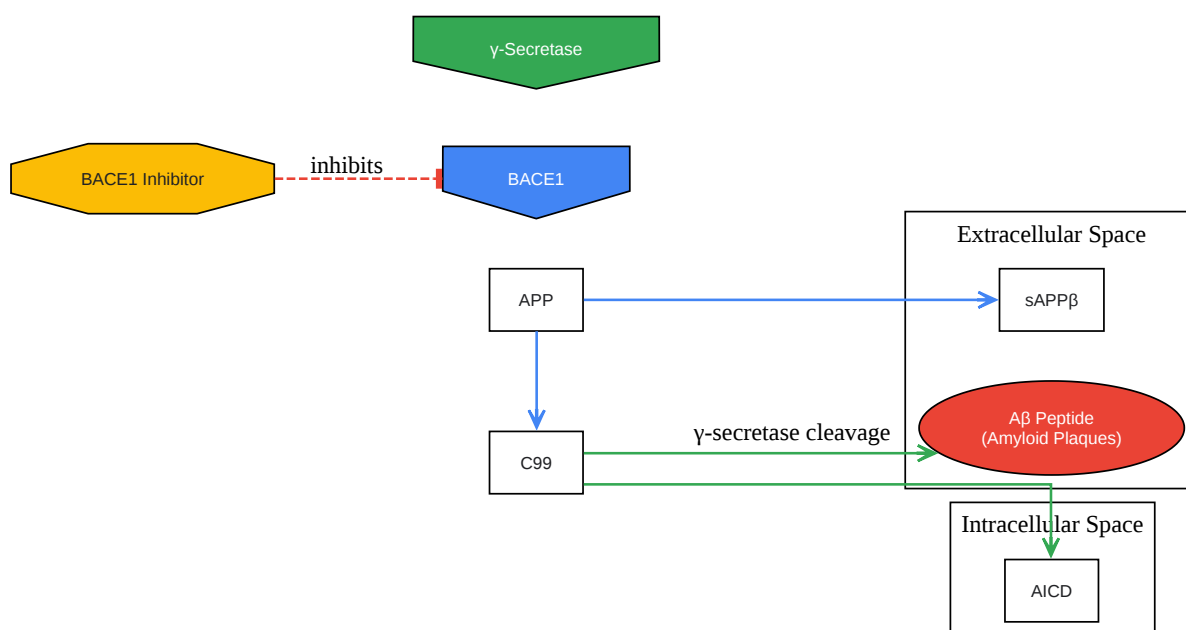 γ-Secretase
BACE1 Inhibitor
inhibits
BACE1
Extracellular Space
APP
sAPPβ
Aβ Peptide
(Amyloid Plaques)
γ-secretase cleavage
C99
Intracellular Space
AICD